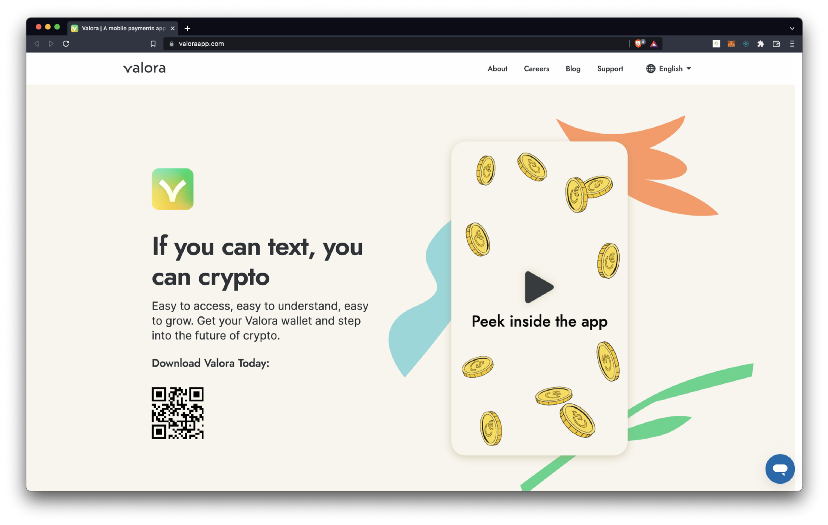 Valora | A mobile payments app
valoraapp.com
valora
About Careers Blog Support English
If you can text, you
can crypto
Easy to access, easy to understand, easy
to grow. Get your Valora wallet and step
into the future of crypto.
Download Valora Today:
Peek inside the app